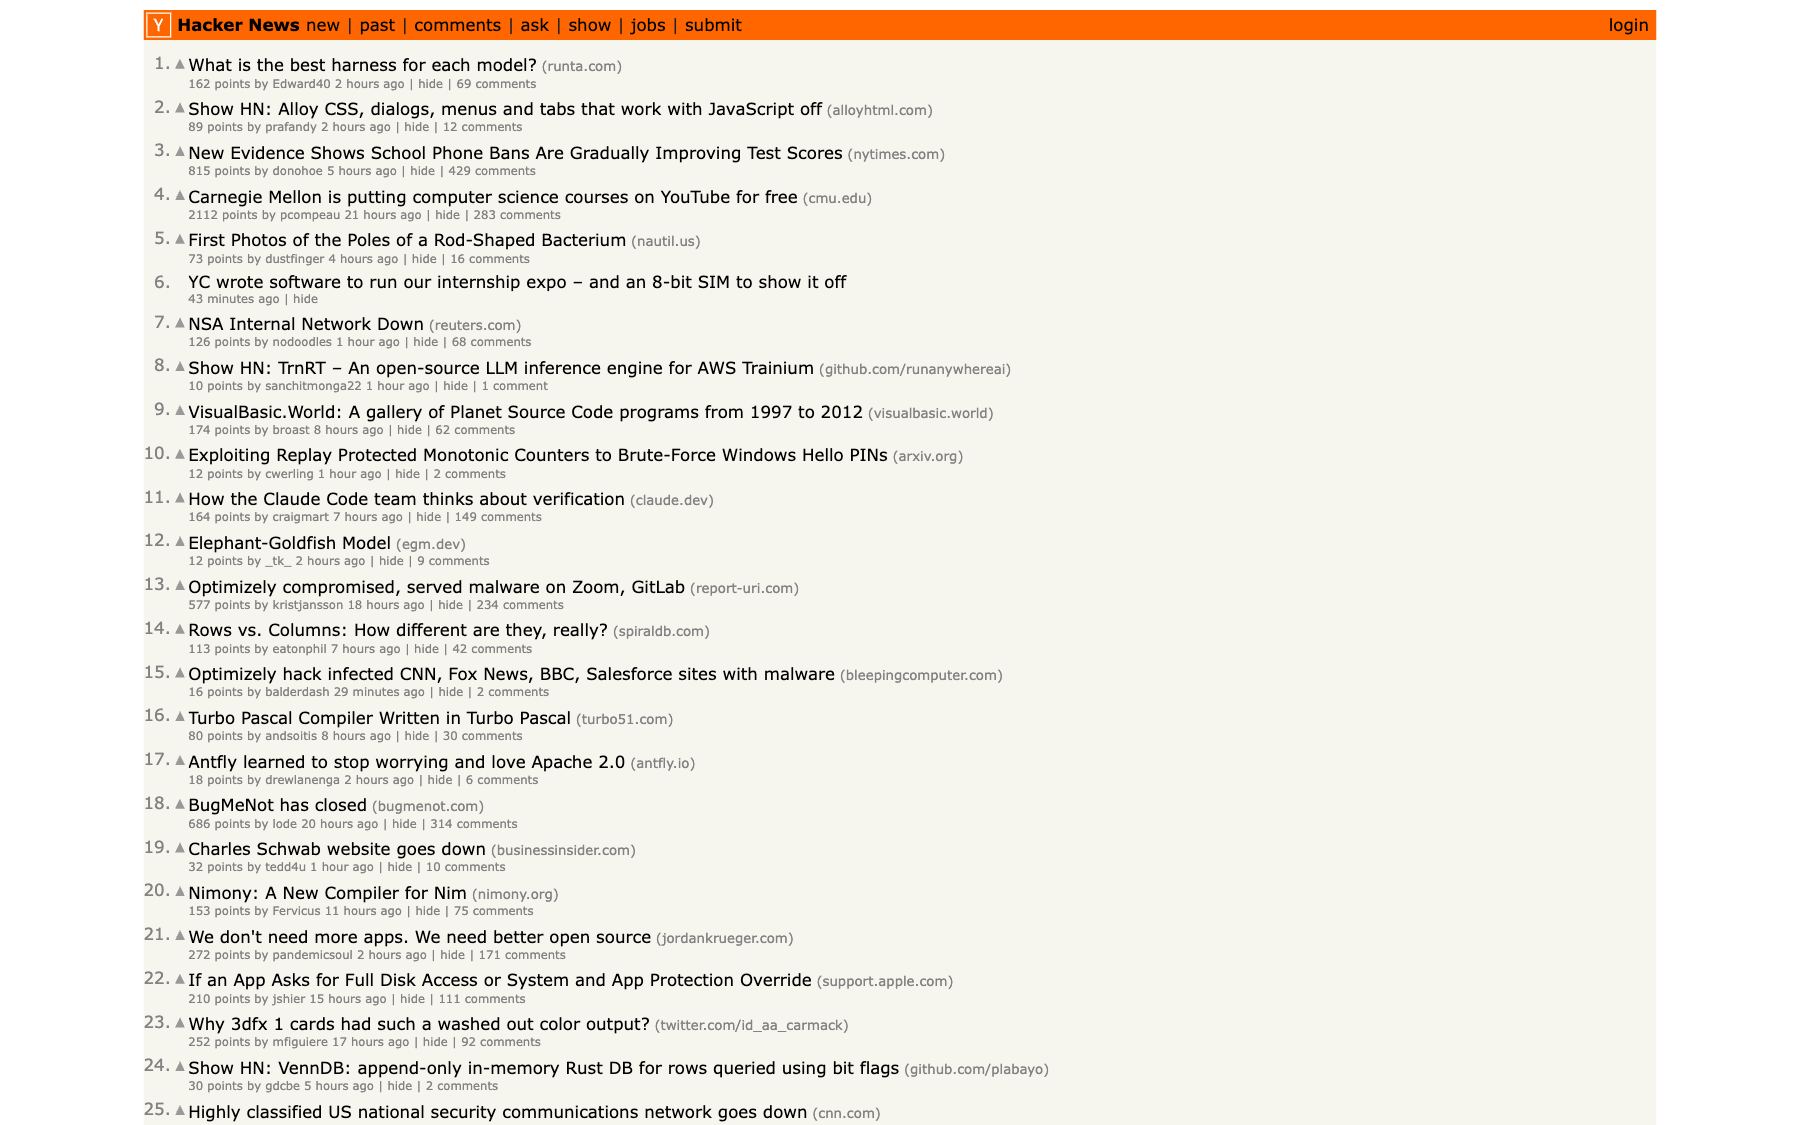 Y Hacker News new | past | comments | ask | show | jobs | submit login
1. ▲ What is the best harness for each model? (runta.com)
162 points by Edward40 2 hours ago | hide | 69 comments
2. ▲ Show HN: Alloy CSS, dialogs, menus and tabs that work with JavaScript off (alloyhtml.com)
89 points by prafandy 2 hours ago | hide | 12 comments
3. ▲ New Evidence Shows School Phone Bans Are Gradually Improving Test Scores (nytimes.com)
815 points by donohoe 5 hours ago | hide | 429 comments
4. ▲ Carnegie Mellon is putting computer science courses on YouTube for free (cmu.edu)
2112 points by pcompeau 21 hours ago | hide | 283 comments
5. ▲ First Photos of the Poles of a Rod-Shaped Bacterium (nautil.us)
73 points by dustfinger 4 hours ago | hide | 16 comments
6. YC wrote software to run our internship expo – and an 8-bit SIM to show it off
43 minutes ago | hide
7. ▲ NSA Internal Network Down (reuters.com)
126 points by nodoodles 1 hour ago | hide | 68 comments
8. ▲ Show HN: TrnRT – An open-source LLM inference engine for AWS Trainium (github.com/runanywhereai)
10 points by sanchitmonga22 1 hour ago | hide | 1 comment
9. ▲ VisualBasic.World: A gallery of Planet Source Code programs from 1997 to 2012 (visualbasic.world)
174 points by broast 8 hours ago | hide | 62 comments
10. ▲ Exploiting Replay Protected Monotonic Counters to Brute-Force Windows Hello PINs (arxiv.org)
12 points by cwerling 1 hour ago | hide | 2 comments
11. ▲ How the Claude Code team thinks about verification (claude.dev)
164 points by craigmart 7 hours ago | hide | 149 comments
12. ▲ Elephant-Goldfish Model (egm.dev)
12 points by _tk_ 2 hours ago | hide | 9 comments
13. ▲ Optimizely compromised, served malware on Zoom, GitLab (report-uri.com)
577 points by kristjansson 18 hours ago | hide | 234 comments
14. ▲ Rows vs. Columns: How different are they, really? (spiraldb.com)
113 points by eatonphil 7 hours ago | hide | 42 comments
15. ▲ Optimizely hack infected CNN, Fox News, BBC, Salesforce sites with malware (bleepingcomputer.com)
16 points by balderdash 29 minutes ago | hide | 2 comments
16. ▲ Turbo Pascal Compiler Written in Turbo Pascal (turbo51.com)
80 points by andsoitis 8 hours ago | hide | 30 comments
17. ▲ Antfly learned to stop worrying and love Apache 2.0 (antfly.io)
18 points by drewlanenga 2 hours ago | hide | 6 comments
18. ▲ BugMeNot has closed (bugmenot.com)
686 points by lode 20 hours ago | hide | 314 comments
19. ▲ Charles Schwab website goes down (businessinsider.com)
32 points by tedd4u 1 hour ago | hide | 10 comments
20. ▲ Nimony: A New Compiler for Nim (nimony.org)
153 points by Fervicus 11 hours ago | hide | 75 comments
21. ▲ We don't need more apps. We need better open source (jordankrueger.com)
272 points by pandemicsoul 2 hours ago | hide | 171 comments
22. ▲ If an App Asks for Full Disk Access or System and App Protection Override (support.apple.com)
210 points by jshier 15 hours ago | hide | 111 comments
23. ▲ Why 3dfx 1 cards had such a washed out color output? (twitter.com/id_aa_carmack)
252 points by mfiguiere 17 hours ago | hide | 92 comments
24. ▲ Show HN: VennDB: append-only in-memory Rust DB for rows queried using bit flags (github.com/plabayo)
30 points by gdcbe 5 hours ago | hide | 2 comments
25. ▲ Highly classified US national security communications network goes down (cnn.com)